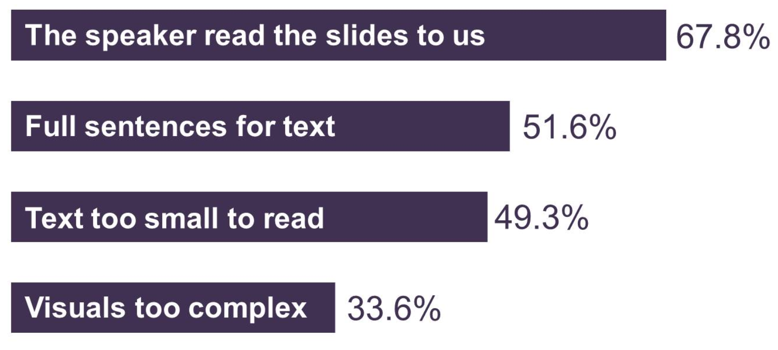 The speaker read the slides to us 67.8%
Full sentences for text 51.6%
Text too small to read 49.3%
Visuals too complex 33.6%